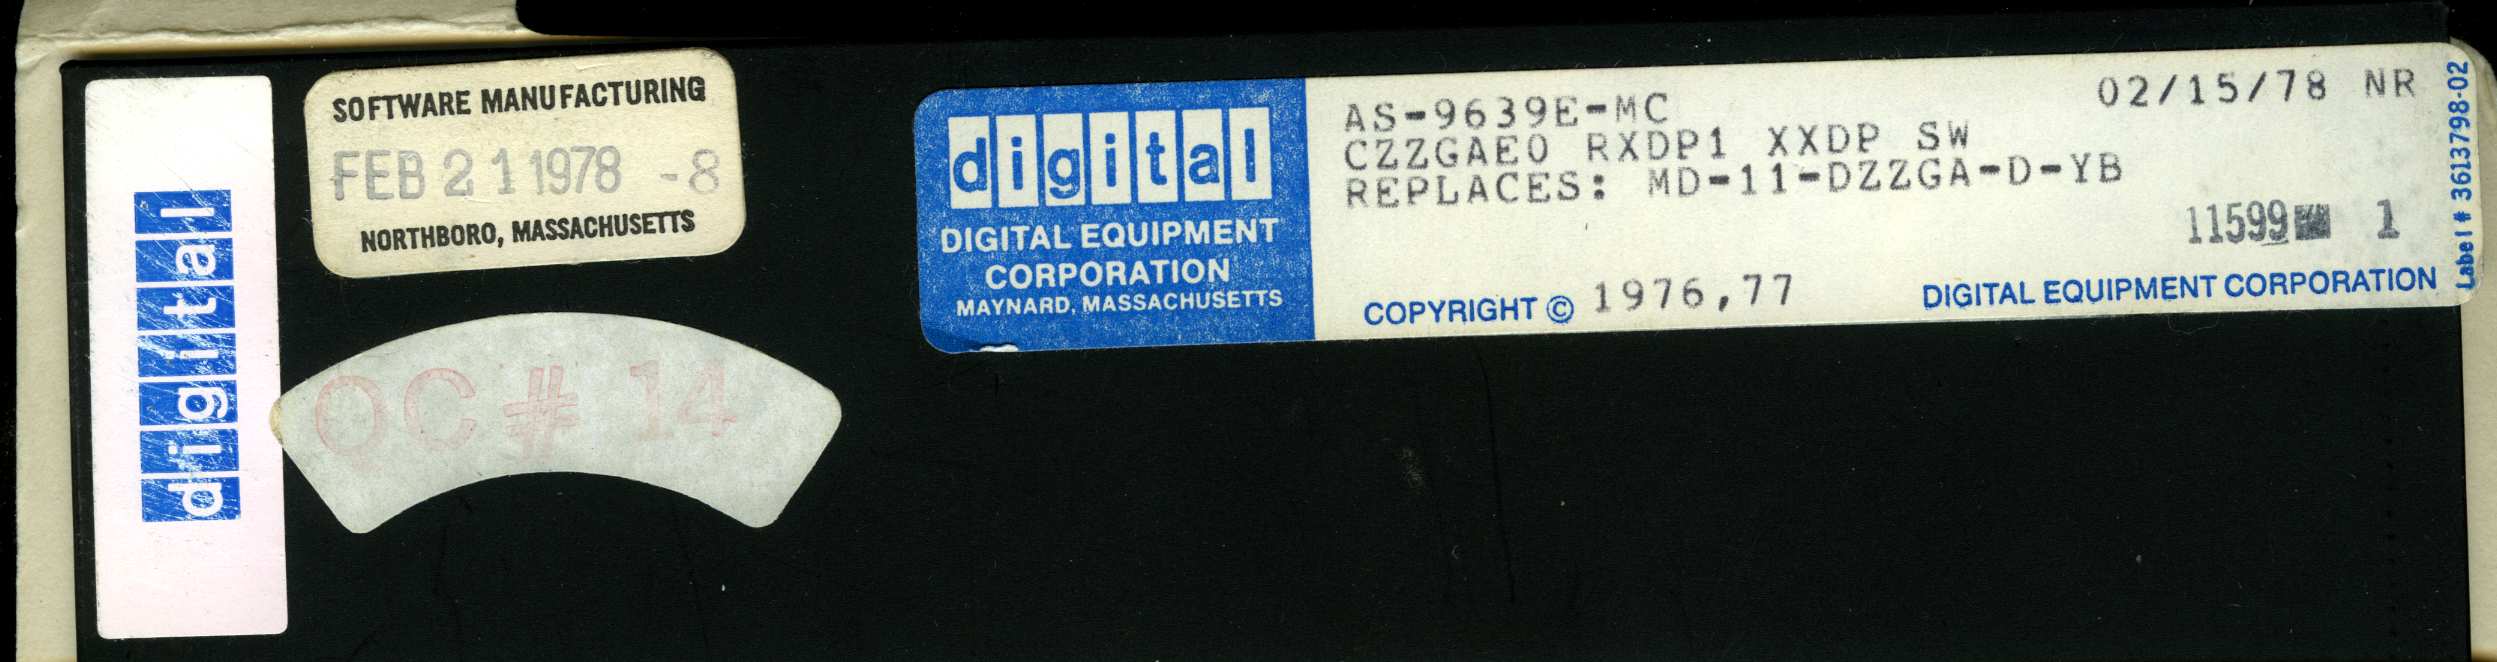 digital
SOFTWARE MANUFACTURING
FEB 21 1978 -8
NORTHBORO, MASSACHUSETTS
QC # 14
digital
DIGITAL EQUIPMENT
CORPORATION
MAYNARD, MASSACHUSETTS
02/15/78 NR
AS-9639E-MC
CZZGAE0 RXDP1 XXDP SW
REPLACES: MD-11-DZZGA-D-YB
11599 1
COPYRIGHT © 1976,77
DIGITAL EQUIPMENT CORPORATION
Label # 3613798-02